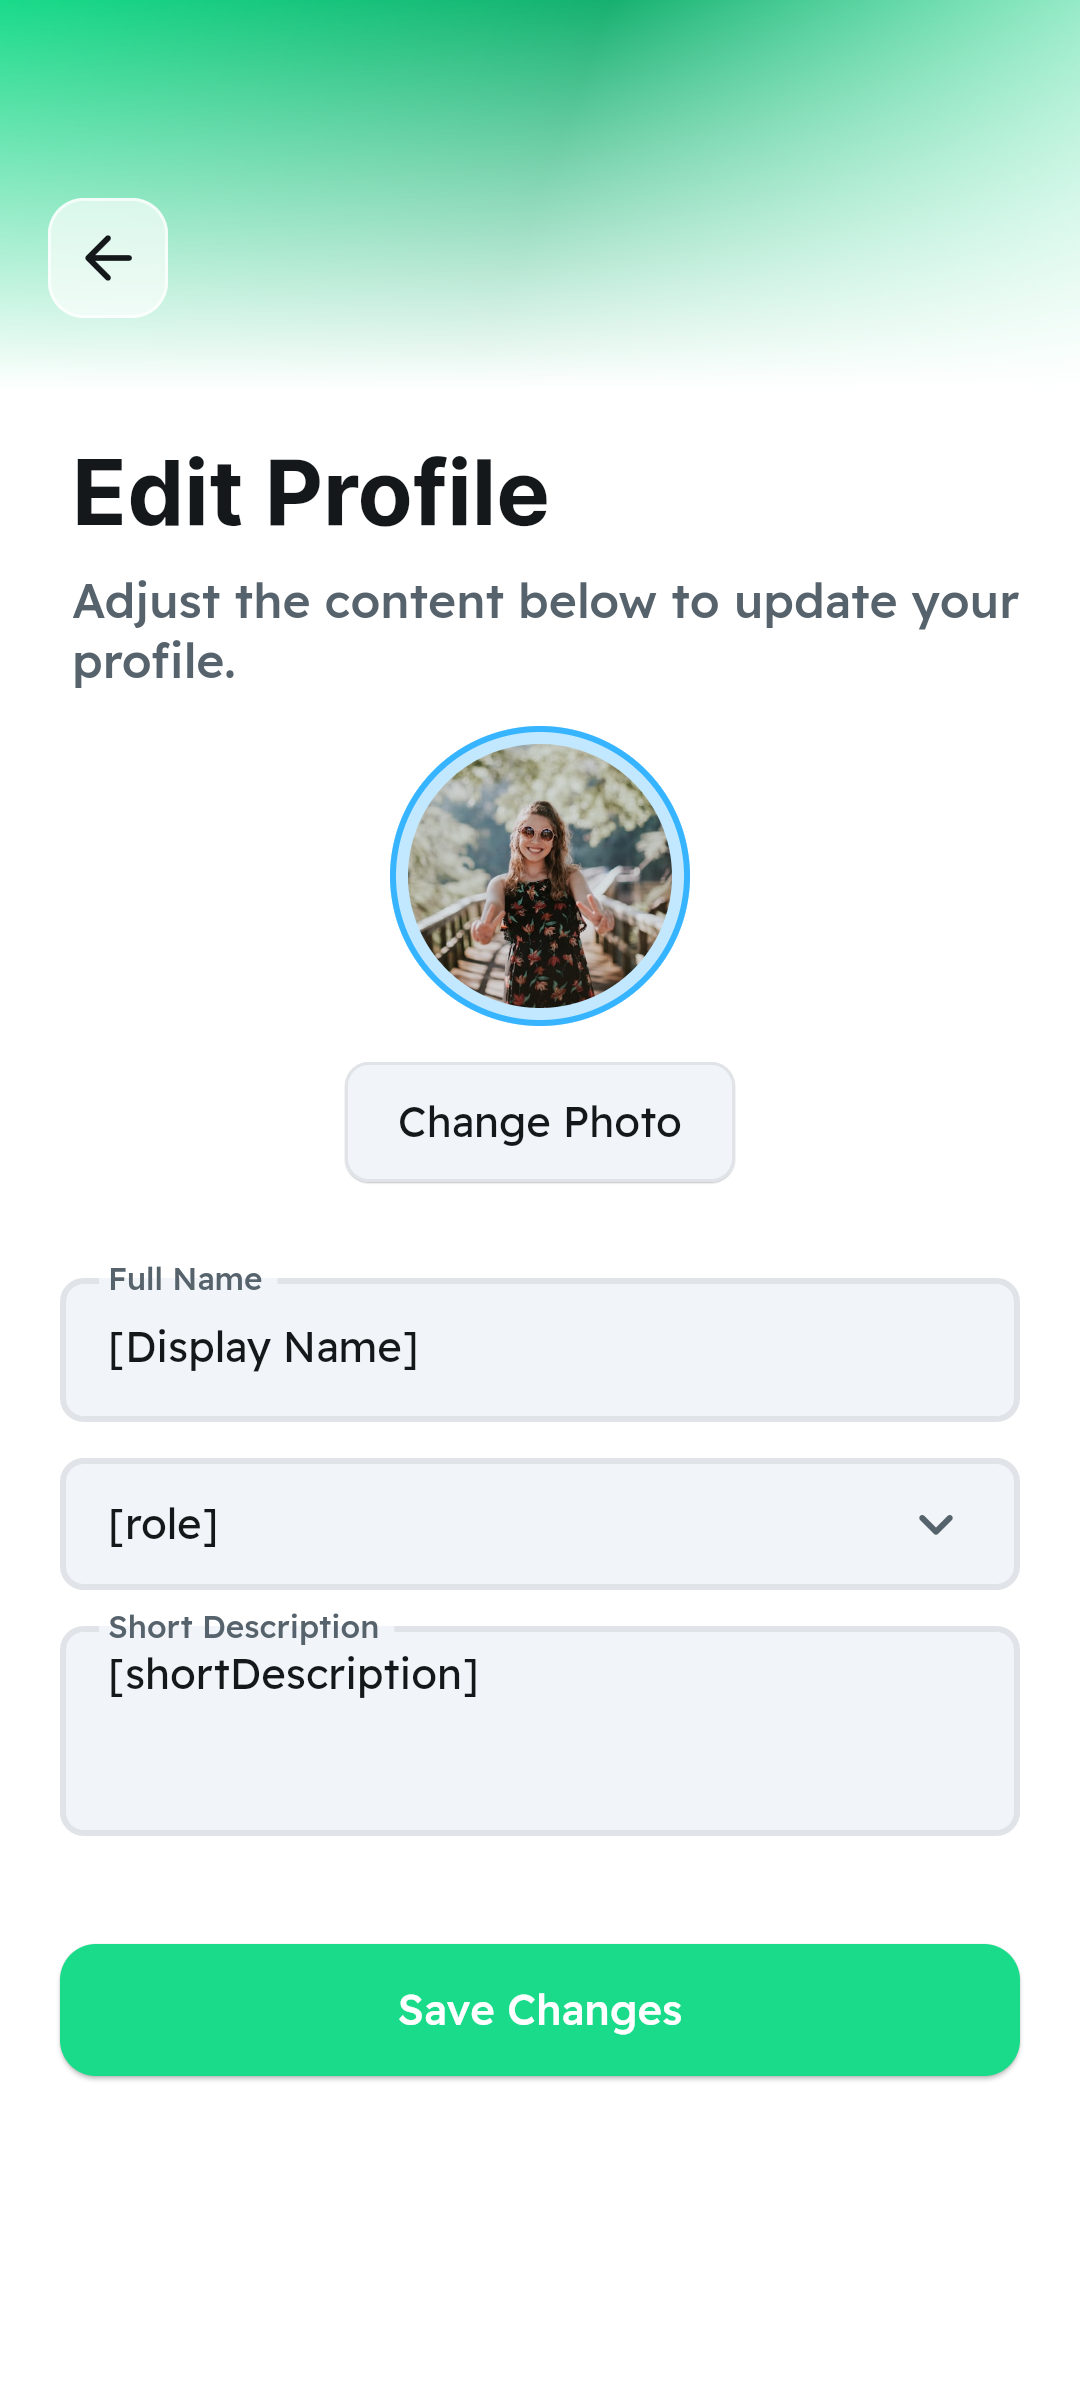 Edit Profile
Adjust the content below to update your
profile.
Change Photo
Full Name
[Display Name]
[role]
Short Description
[shortDescription]
Save Changes